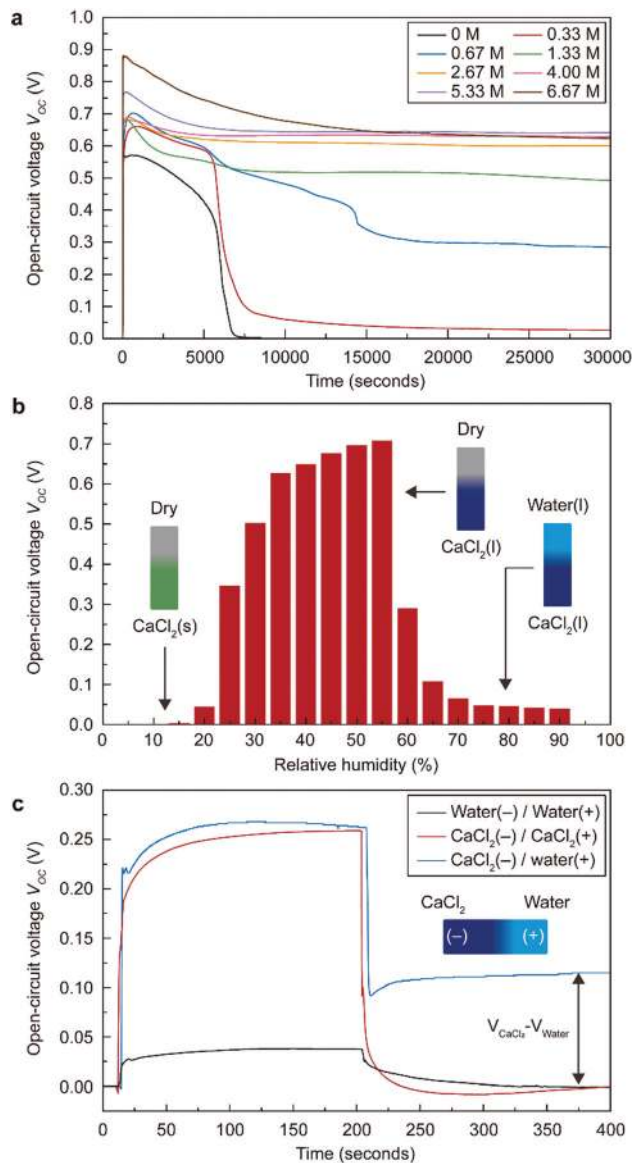 a
0 M 0.33 M
0.67 M 1.33 M
2.67 M 4.00 M
5.33 M 6.67 M
Open-circuit voltage V_OC (V)
1.0
0.9
0.8
0.7
0.6
0.5
0.4
0.3
0.2
0.1
0.0
0 5000 10000 15000 20000 25000 30000
Time (seconds)
b
Open-circuit voltage V_OC (V)
0.8
0.7
0.6
0.5
0.4
0.3
0.2
0.1
0.0
Dry
CaCl₂(s)
Dry
CaCl₂(l)
Water(l)
CaCl₂(l)
0 10 20 30 40 50 60 70 80 90 100
Relative humidity (%)
c
Open-circuit voltage V_OC (V)
0.30
0.25
0.20
0.15
0.10
0.05
0.00
Water(–) / Water(+)
CaCl₂(–) / CaCl₂(+)
CaCl₂(–) / water(+)
CaCl₂ Water
(–) (+)
V_CaCl₂-V_Water
0 50 100 150 200 250 300 350 400
Time (seconds)